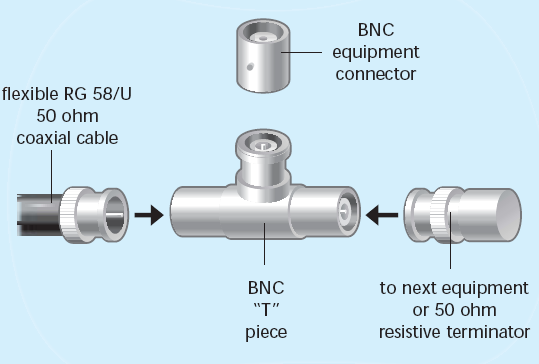 BNC
equipment
connector
flexible RG 58/U
50 ohm
coaxial cable
BNC
“T”
piece
to next equipment
or 50 ohm
resistive terminator